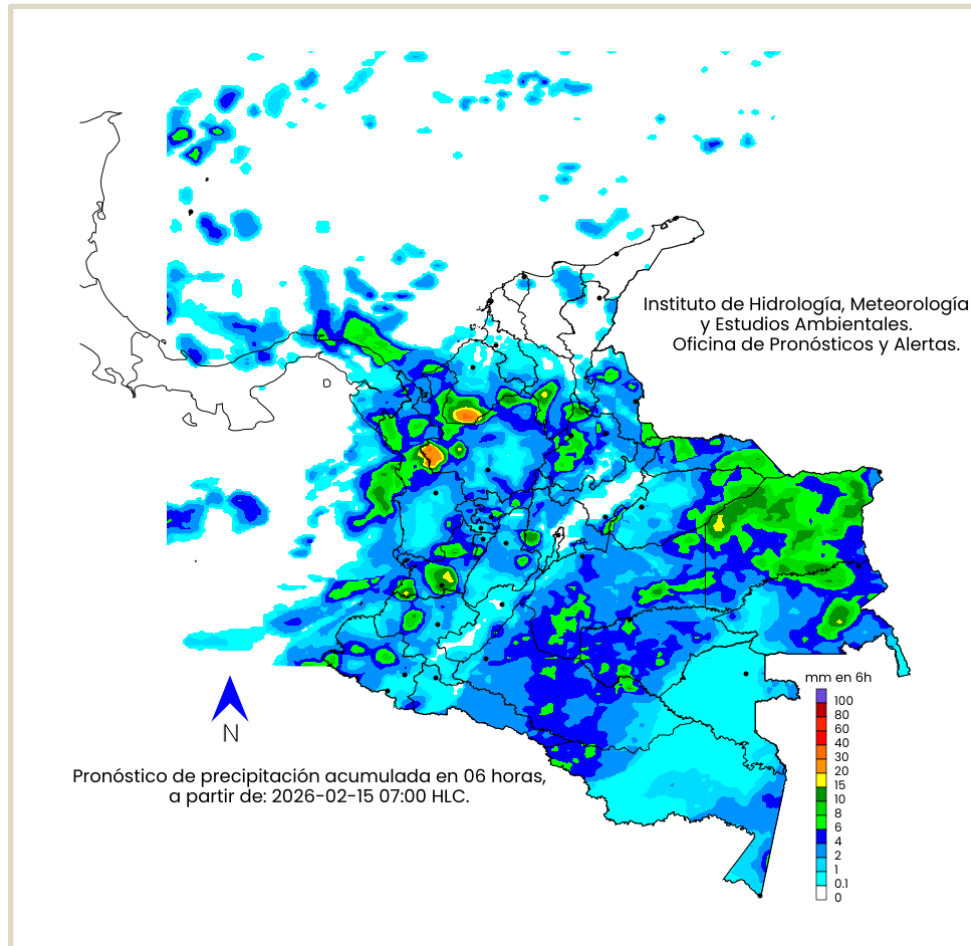 Instituto de Hidrología, Meteorología
y Estudios Ambientales.
Oficina de Pronósticos y Alertas.
mm en 6h
100
80
60
40
30
20
15
10
8
6
4
2
1
0.1
0
N
Pronóstico de precipitación acumulada en 06 horas,
a partir de: 2026-02-15 07:00 HLC.